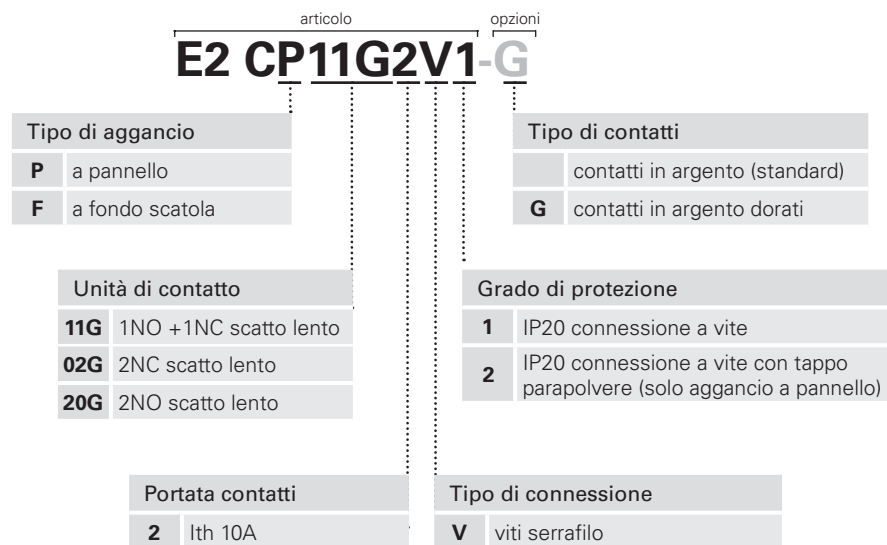 articolo opzioni
E2 CP11G2V1-G
Tipo di aggancio
P a pannello
F a fondo scatola
Tipo di contatti
contatti in argento (standard)
G contatti in argento dorati
Unità di contatto
11G 1NO +1NC scatto lento
02G 2NC scatto lento
20G 2NO scatto lento
Grado di protezione
1 IP20 connessione a vite
2 IP20 connessione a vite con tappo
parapolvere (solo aggancio a pannello)
Portata contatti
2 Ith 10A
Tipo di connessione
V viti serrafilo